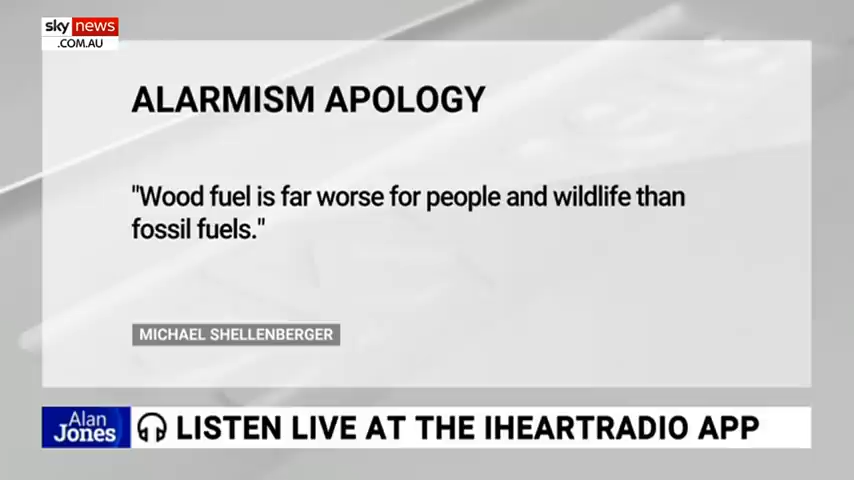 sky news
.COM.AU
ALARMISM APOLOGY
"Wood fuel is far worse for people and wildlife than
fossil fuels."
MICHAEL SHELLENBERGER
Alan
Jones
LISTEN LIVE AT THE IHEARTRADIO APP